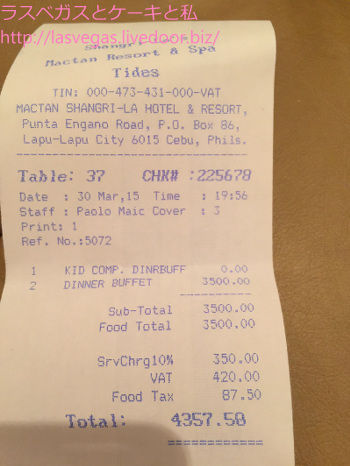 ラスベガスとケーキと私
http://lasvegas.livedoor.biz/
Shangri-La's
Mactan Resort & Spa
Tides
TIN: 000-473-431-000-VAT
MACTAN SHANGRI-LA HOTEL & RESORT,
Punta Engano Road, P.O. Box 86,
Lapu-Lapu City 6015 Cebu, Phils.
Table: 37 CHK# :225678
Date : 30 Mar,15 Time : 19:56
Staff : Paolo Maic Cover : 3
Print: 1
Ref. No.:5072
1 KID COMP. DINRBUFF 0.00
2 DINNER BUFFET 3500.00
Sub-Total 3500.00
Food Total 3500.00
SrvChrg10% 350.00
VAT 420.00
Food Tax 87.50
Total: 4357.50